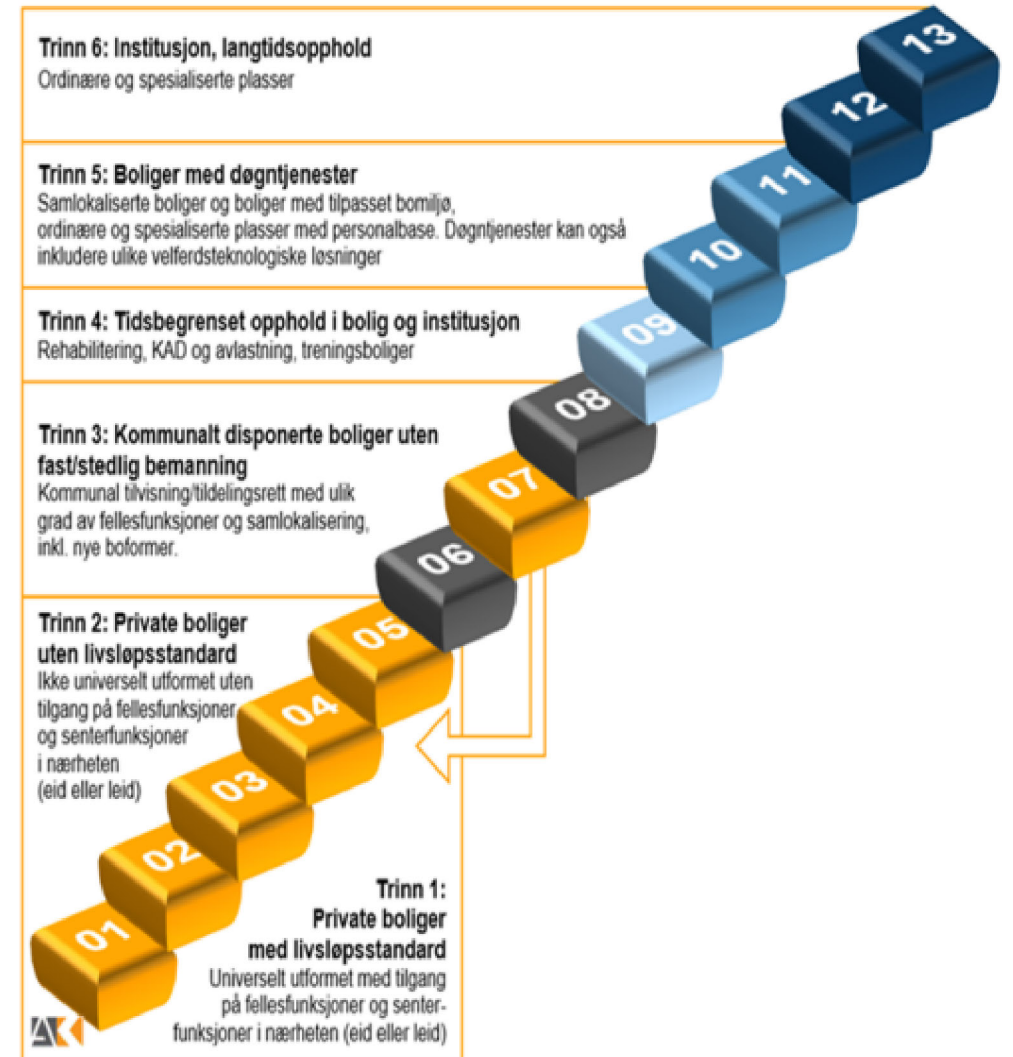 Trinn 6: Institusjon, langtidsopphold
Ordinære og spesialiserte plasser
Trinn 5: Boliger med døgntjenester
Samlokaliserte boliger og boliger med tilpasset bomiljø,
ordinære og spesialiserte plasser med personalbase. Døgntjenester kan også
inkludere ulike velferdsteknologiske løsninger
Trinn 4: Tidsbegrenset opphold i bolig og institusjon
Rehabilitering, KAD og avlastning, treningsboliger
Trinn 3: Kommunalt disponerte boliger uten
fast/stedlig bemanning
Kommunal tilvisning/tildelingsrett med ulik
grad av fellesfunksjoner og samlokalisering,
inkl. nye boformer.
Trinn 2: Private boliger
uten livsløpsstandard
Ikke universelt utformet uten
tilgang på fellesfunksjoner
og senterfunksjoner
i nærheten
(eid eller leid)
Trinn 1:
Private boliger
med livsløpsstandard
Universelt utformet med tilgang
på fellesfunksjoner og senter-
funksjoner i nærheten (eid eller leid)
13
12
11
10
09
08
07
06
05
04
03
02
01